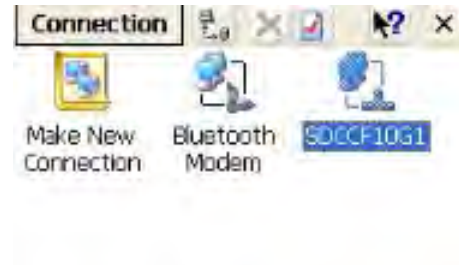 Connection
Make New
Connection
Bluetooth
Modem
SDCCF10G1